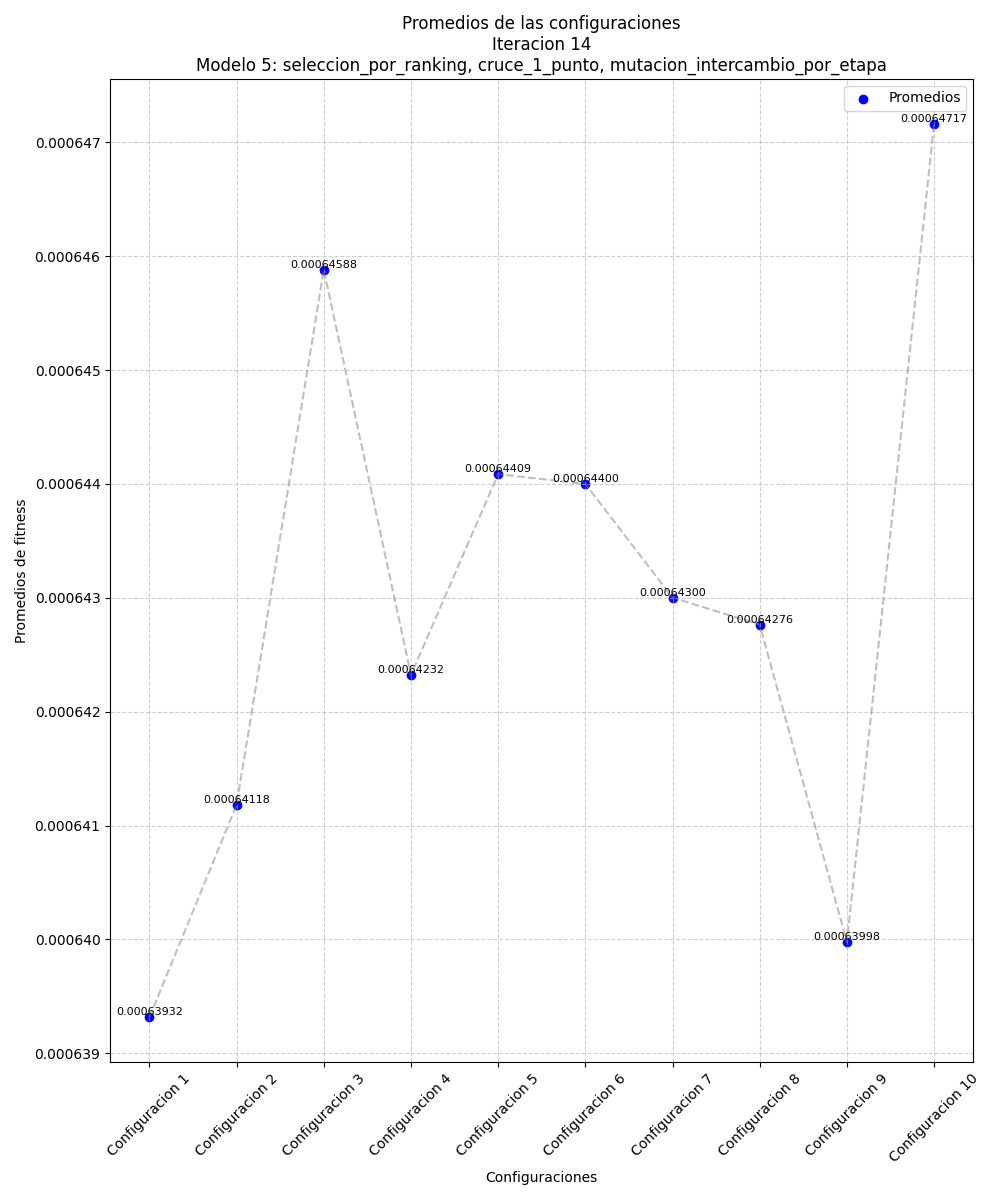 Promedios de las configuraciones
Iteracion 14
Modelo 5: seleccion_por_ranking, cruce_1_punto, mutacion_intercambio_por_etapa
Promedios
0.00064717
0.000647
0.000646
0.00064588
0.000645
0.00064409
0.00064400
0.000644
0.00064300
0.000643
0.00064276
0.00064232
0.000642
0.00064118
0.000641
0.00063998
0.000640
0.00063932
0.000639
Promedios de fitness
Configuracion 1
Configuracion 2
Configuracion 3
Configuracion 4
Configuracion 5
Configuracion 6
Configuracion 7
Configuracion 8
Configuracion 9
Configuracion 10
Configuraciones